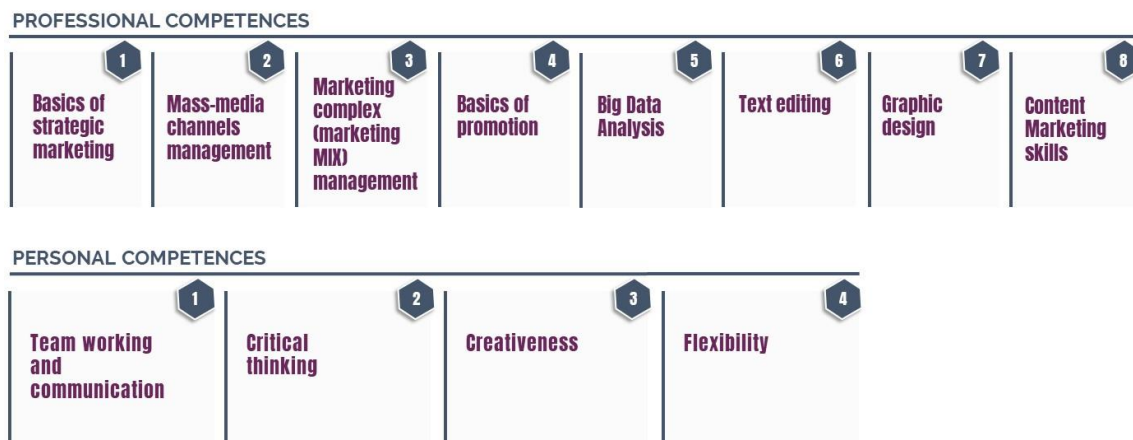 PROFESSIONAL COMPETENCES
1
Basics of
strategic
marketing
2
Mass-media
channels
management
3
Marketing
complex
(marketing
MIX)
management
4
Basics of
promotion
5
Big Data
Analysis
6
Text editing
7
Graphic
design
8
Content
Marketing
skills
PERSONAL COMPETENCES
1
Team working
and
communication
2
Critical
thinking
3
Creativeness
4
Flexibility